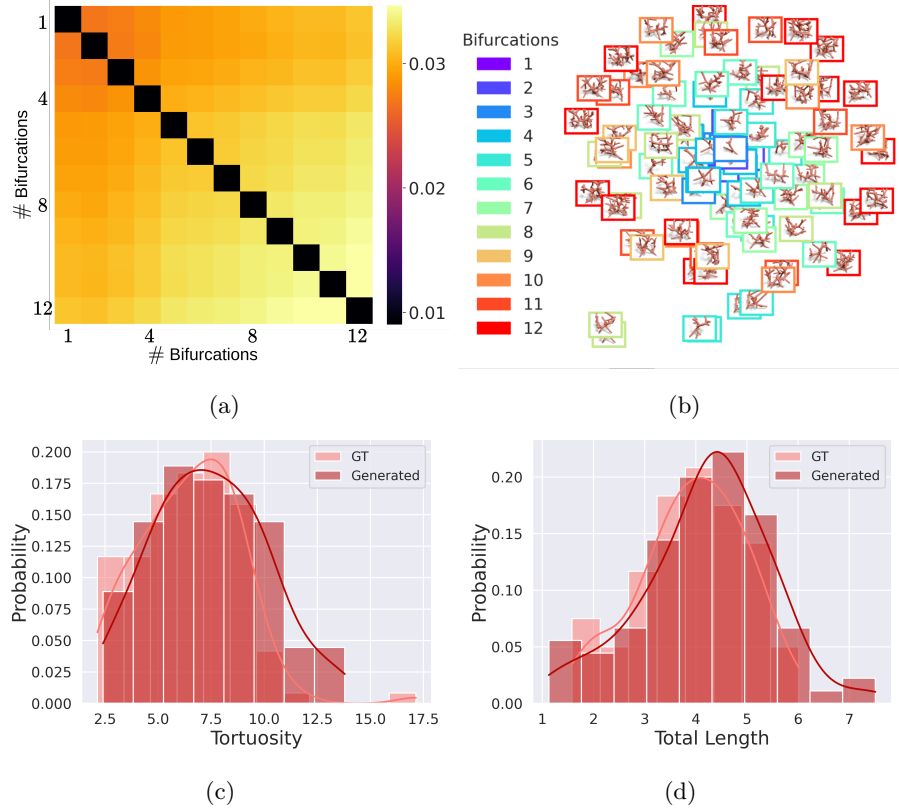 1
4
8
12
# Bifurcations
1
4
8
12
# Bifurcations
0.03
0.02
0.01
(a)
Bifurcations
1
2
3
4
5
6
7
8
9
10
11
12
(b)
0.200
0.175
0.150
0.125
0.100
0.075
0.050
0.025
0.000
Probability
2.5 5.0 7.5 10.0 12.5 15.0 17.5
Tortuosity
GT
Generated
(c)
0.20
0.15
0.10
0.05
0.00
Probability
1 2 3 4 5 6 7
Total Length
GT
Generated
(d)